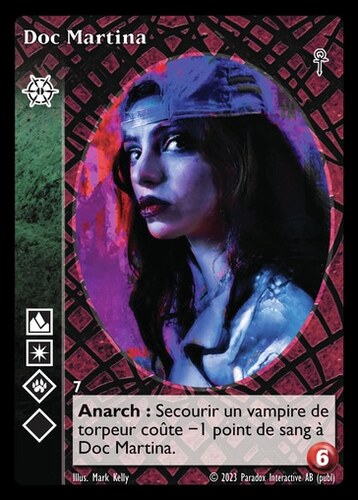 Doc Martina
7
Anarch : Secourir un vampire de
torpeur coûte −1 point de sang à
Doc Martina.
6
Illus. Mark Kelly © 2023 Paradox Interactive AB (publ)